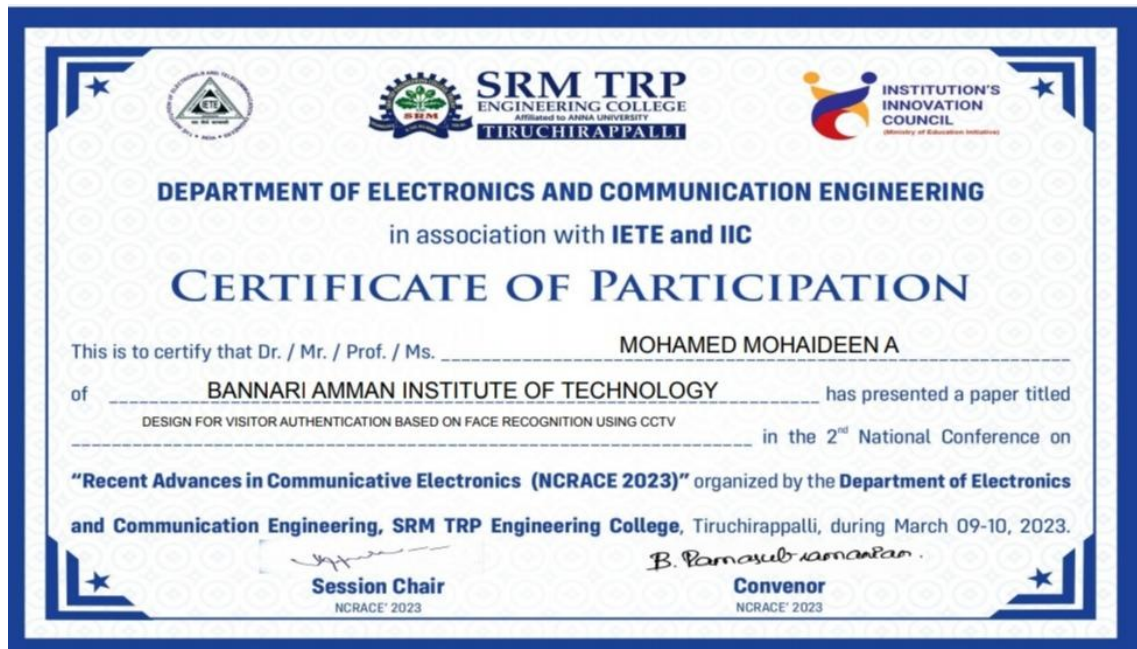 IETE
SRM
SRM TRP
ENGINEERING COLLEGE
Affiliated to ANNA UNIVERSITY
TIRUCHIRAPPALLI
INSTITUTION'S
INNOVATION
COUNCIL
(Ministry of Education Initiative)
DEPARTMENT OF ELECTRONICS AND COMMUNICATION ENGINEERING
in association with IETE and IIC
CERTIFICATE OF PARTICIPATION
This is to certify that Dr. / Mr. / Prof. / Ms. MOHAMED MOHAIDEEN A
of BANNARI AMMAN INSTITUTE OF TECHNOLOGY has presented a paper titled
DESIGN FOR VISITOR AUTHENTICATION BASED ON FACE RECOGNITION USING CCTV in the 2nd National Conference on
"Recent Advances in Communicative Electronics (NCRACE 2023)" organized by the Department of Electronics
and Communication Engineering, SRM TRP Engineering College, Tiruchirappalli, during March 09-10, 2023.
B. Ramasubramanian.
Session Chair
NCRACE' 2023
Convenor
NCRACE' 2023